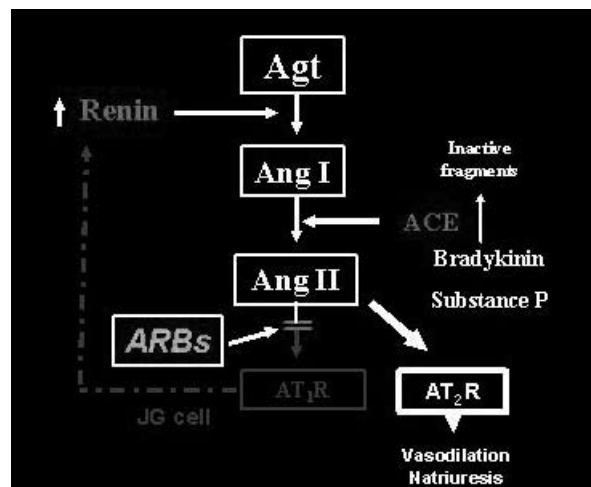 Agt
Renin
Ang I
Inactive
fragments
ACE
Bradykinin
Ang II
Substance P
ARBs
AT₁R
AT₂R
JG cell
Vasodilation
Natriuresis